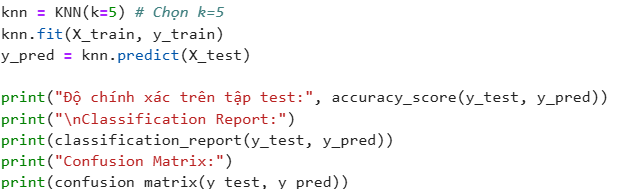 knn = KNN(k=5) # Chọn k=5
knn.fit(X_train, y_train)
y_pred = knn.predict(X_test)
print("Độ chính xác trên tập test:", accuracy_score(y_test, y_pred))
print("\nClassification Report:")
print(classification_report(y_test, y_pred))
print("Confusion Matrix:")
print(confusion_matrix(y_test, y_pred))